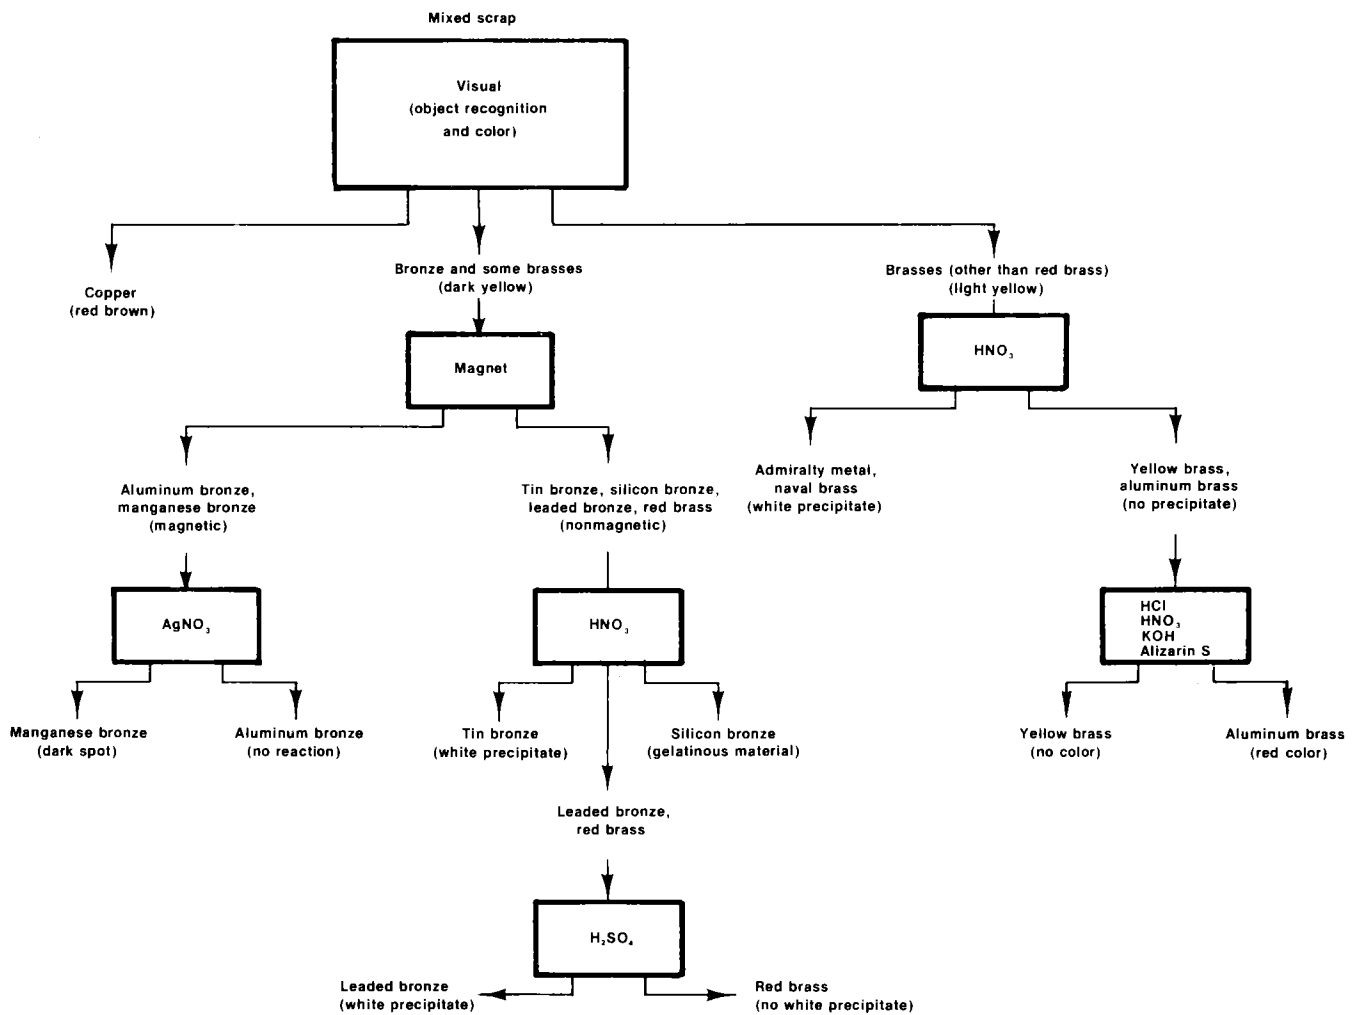 Mixed scrap
Visual
(object recognition
and color)
Copper
(red brown)
Bronze and some brasses
(dark yellow)
Brasses (other than red brass)
(light yellow)
Magnet
HNO₃
Aluminum bronze,
manganese bronze
(magnetic)
Tin bronze, silicon bronze,
leaded bronze, red brass
(nonmagnetic)
Admiralty metal,
naval brass
(white precipitate)
Yellow brass,
aluminum brass
(no precipitate)
AgNO₃
HNO₃
HCl
HNO₃
KOH
Alizarin S
Manganese bronze
(dark spot)
Aluminum bronze
(no reaction)
Tin bronze
(white precipitate)
Silicon bronze
(gelatinous material)
Yellow brass
(no color)
Aluminum brass
(red color)
Leaded bronze,
red brass
H₂SO₄
Leaded bronze
(white precipitate)
Red brass
(no white precipitate)